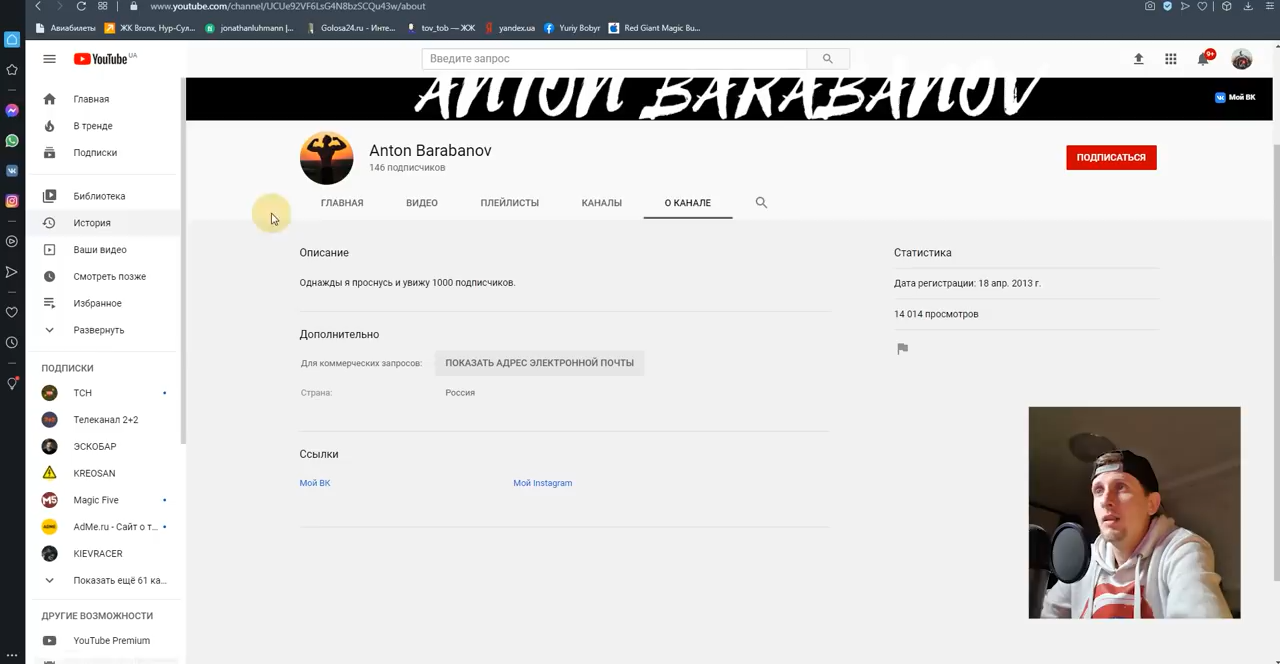 www.youtube.com/channel/UCUe92VF6LsG4N8bzSCQu43w/about
Авиабилеты
ЖК Bronx, Нур-Сул...
jonathanluhmann |...
Golosa24.ru - Инте...
tov_tob — ЖЖ
yandex.ua
Yuriy Bobyr
Red Giant Magic Bu...
YouTube UA
Введите запрос
9+
ANTON BARABANOV
Мой ВК
Anton Barabanov
146 подписчиков
ПОДПИСАТЬСЯ
ГЛАВНАЯ
ВИДЕО
ПЛЕЙЛИСТЫ
КАНАЛЫ
О КАНАЛЕ
Главная
В тренде
Подписки
Библиотека
История
Ваши видео
Смотреть позже
Избранное
Развернуть
ПОДПИСКИ
ТСН
Телеканал 2+2
ЭСКОБАР
KREOSAN
Magic Five
AdMe.ru - Сайт о т...
KIEVRACER
Показать ещё 61 ка...
ДРУГИЕ ВОЗМОЖНОСТИ
YouTube Premium
Описание
Однажды я проснусь и увижу 1000 подписчиков.
Дополнительно
Для коммерческих запросов:
ПОКАЗАТЬ АДРЕС ЭЛЕКТРОННОЙ ПОЧТЫ
Страна:
Россия
Ссылки
Мой ВК
Мой Instagram
Статистика
Дата регистрации: 18 апр. 2013 г.
14 014 просмотров